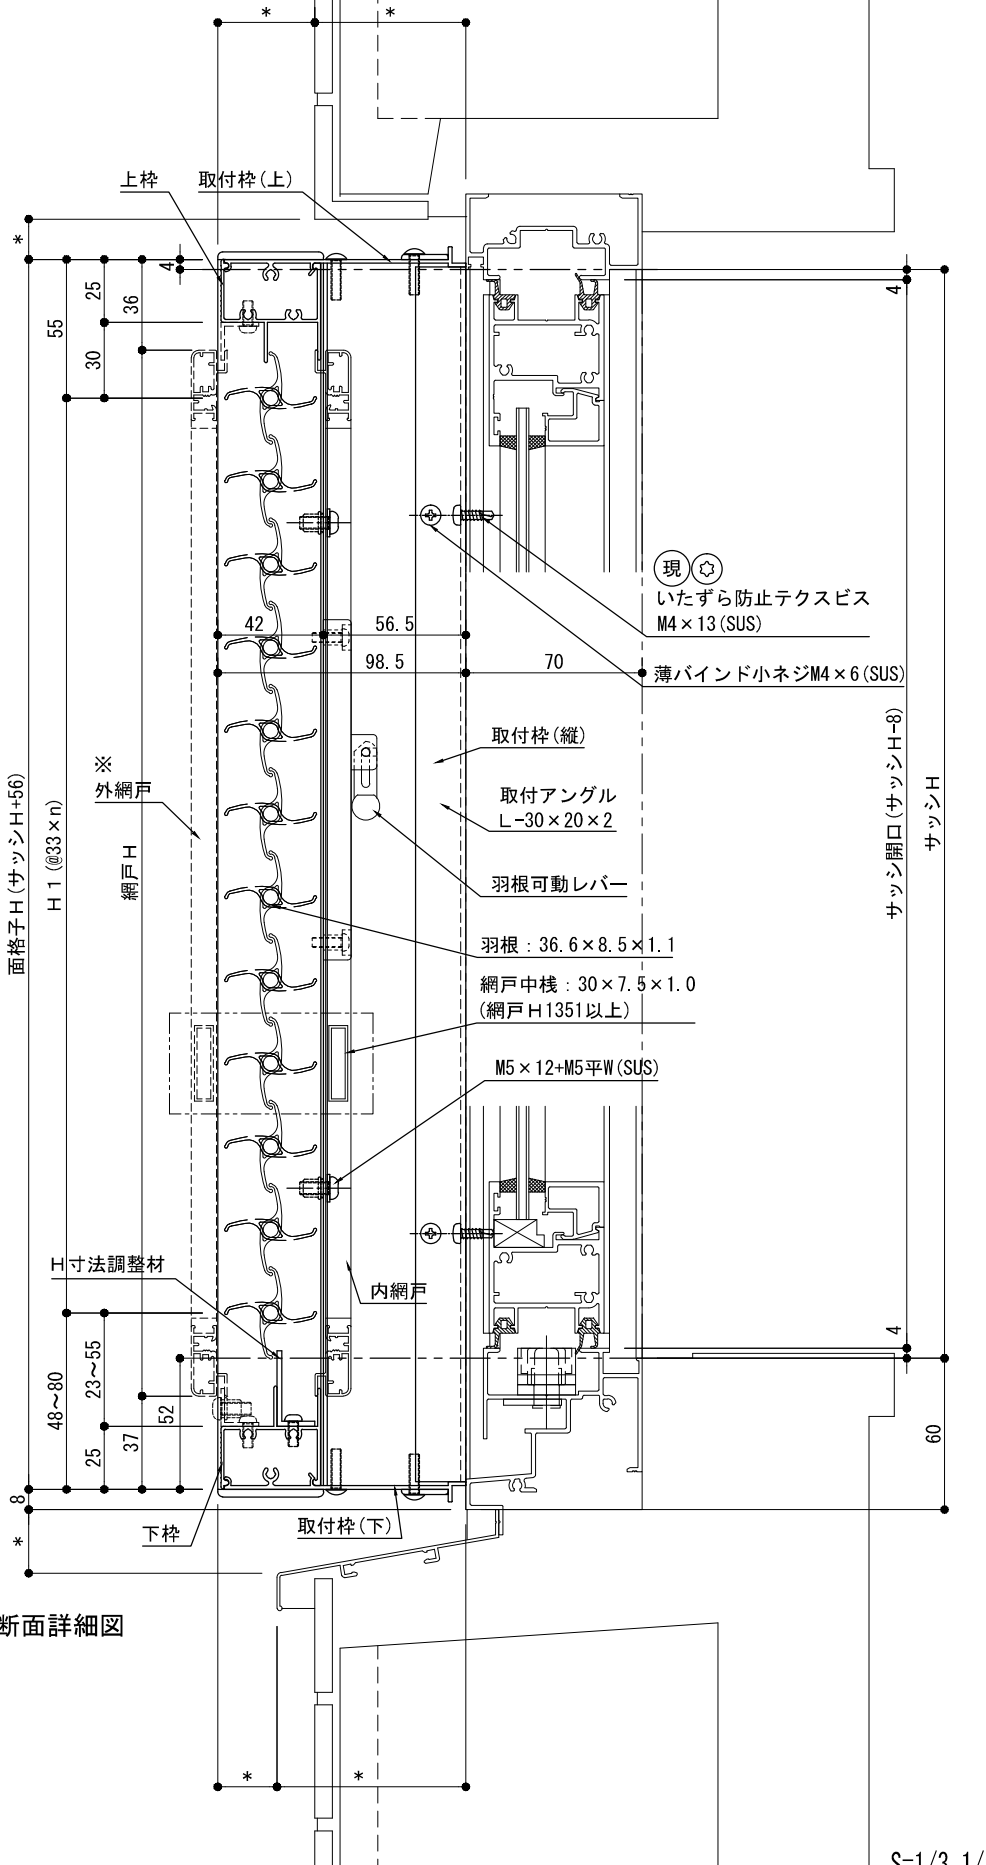 *
*
上枠
取付枠(上)
*
4
25
36
55
30
4
現
いたずら防止テクスビス
M4×13(SUS)
42
56.5
98.5
70
薄バインド小ネジM4×6(SUS)
取付枠(縦)
※
外網戸
取付アングル
L-30×20×2
面格子H(サッシH+56)
H1(@33×n)
網戸H
サッシ開口(サッシH-8)
サッシH
羽根可動レバー
羽根：36.6×8.5×1.1
網戸中桟：30×7.5×1.0
(網戸H1351以上)
M5×12+M5平W(SUS)
H寸法調整材
内網戸
4
23〜55
48〜80
52
25
37
60
8
*
下枠
取付枠(下)
断面詳細図
*
*
S=1/3 1/